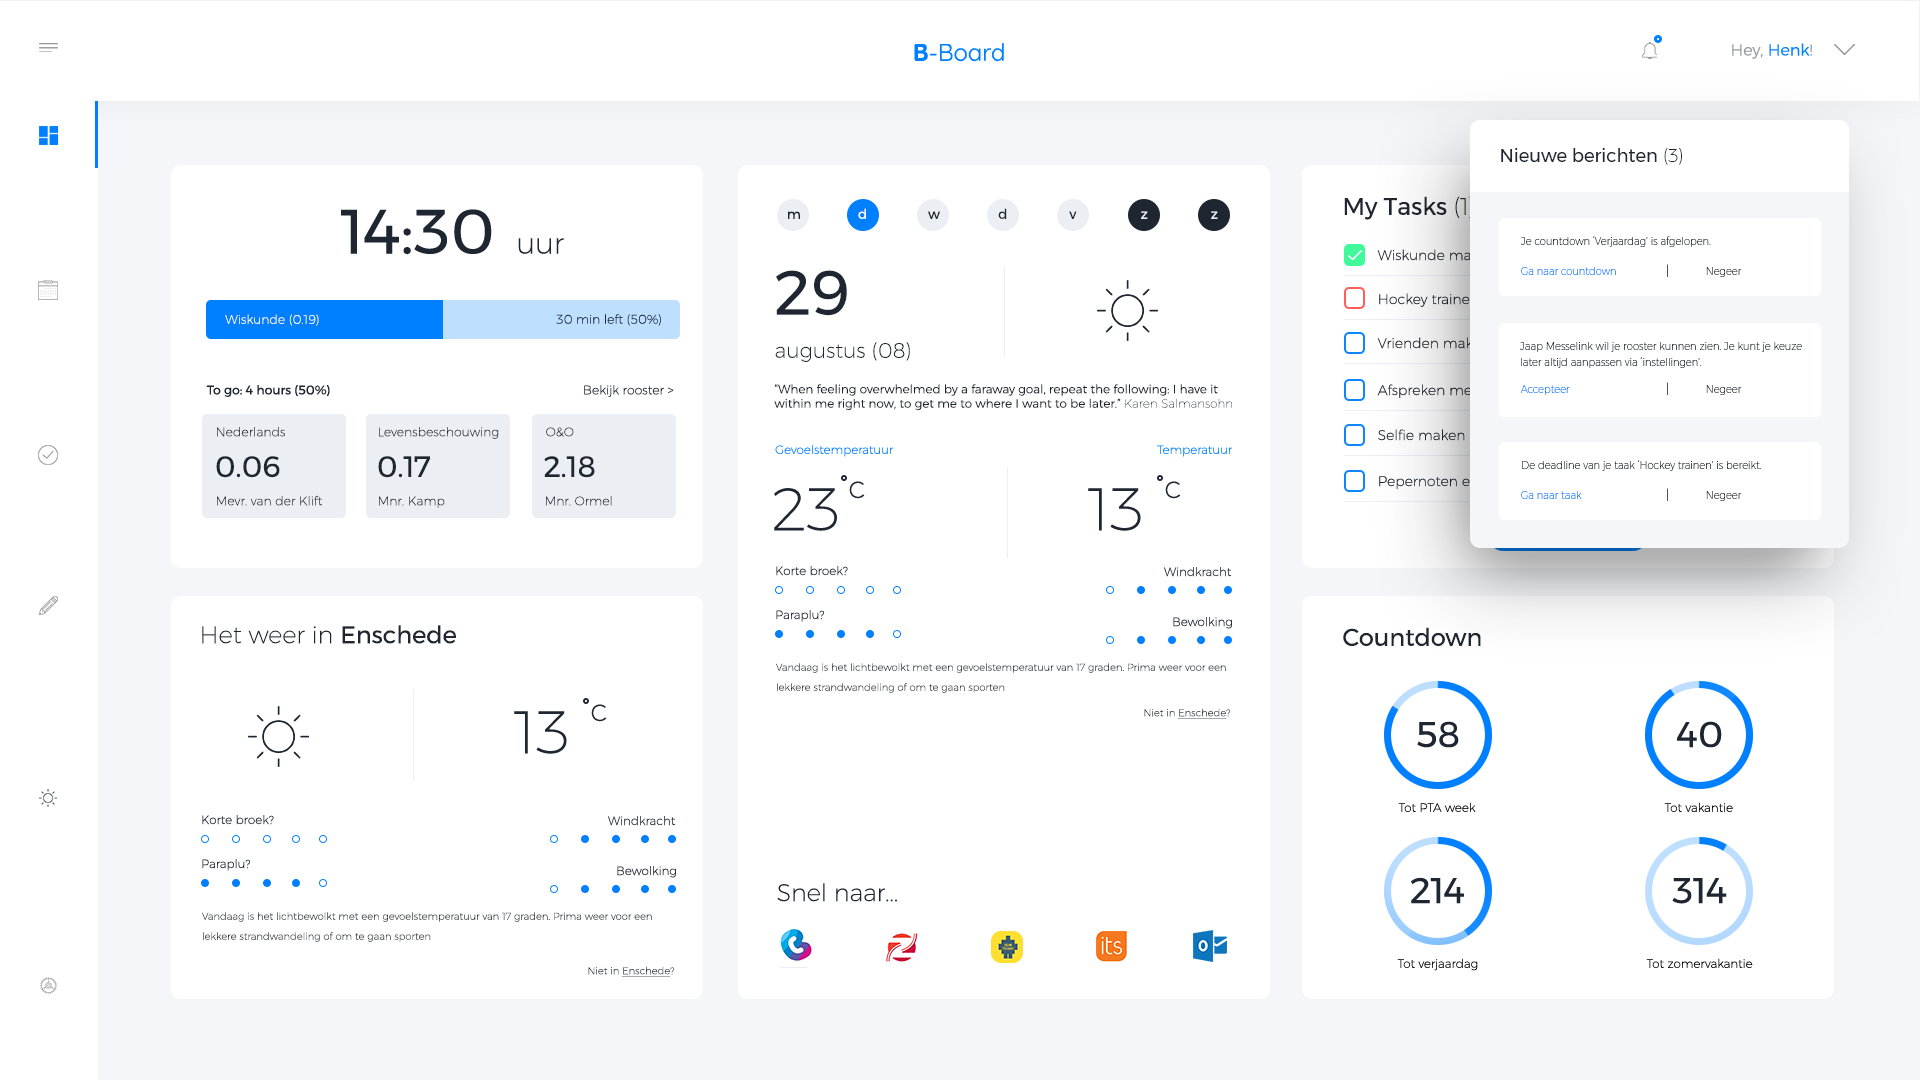 B-Board
Hey, Henk!
14:30 uur
Wiskunde (0.19)
30 min left (50%)
To go: 4 hours (50%)
Bekijk rooster >
Nederlands
0.06
Mevr. van der Klift
Levensbeschouwing
0.17
Mnr. Kamp
O&O
2.18
Mnr. Ormel
Het weer in Enschede
13 °C
Korte broek?
Windkracht
Paraplu?
Bewolking
Vandaag is het lichtbewolkt met een gevoelstemperatuur van 17 graden. Prima weer voor een
lekkere strandwandeling of om te gaan sporten
Niet in Enschede?
m d w d v z z
29
augustus (08)
"When feeling overwhelmed by a faraway goal, repeat the following: I have it
within me right now, to get me to where I want to be later." Karen Salmansohn
Gevoelstemperatuur
Temperatuur
23 °C
13 °C
Korte broek?
Windkracht
Paraplu?
Bewolking
Vandaag is het lichtbewolkt met een gevoelstemperatuur van 17 graden. Prima weer voor een
lekkere strandwandeling of om te gaan sporten
Niet in Enschede?
Snel naar...
its
My Tasks (1)
Wiskunde ma
Hockey traine
Vrienden mak
Afspreken me
Selfie maken
Pepernoten e
Nieuwe berichten (3)
Je countdown 'Verjaardag' is afgelopen.
Ga naar countdown | Negeer
Jaap Messelink wil je rooster kunnen zien. Je kunt je keuze
later altijd aanpassen via 'instellingen'.
Accepteer | Negeer
De deadline van je taak 'Hockey trainen' is bereikt.
Ga naar taak | Negeer
Countdown
58
Tot PTA week
40
Tot vakantie
214
Tot verjaardag
314
Tot zomervakantie